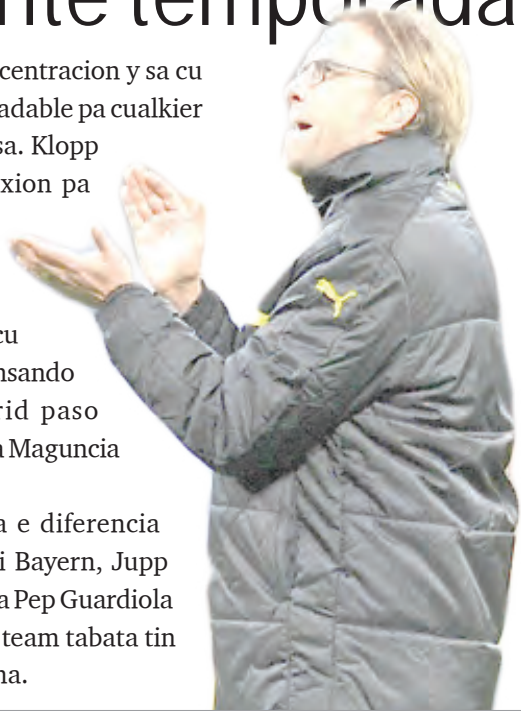 nte temporada
centracion y sa cu
adable pa cualkier
sa. Klopp
xion pa
cu
nsando
rid paso
Maguncia
a e diferencia
i Bayern, Jupp
a Pep Guardiola
team tabata tin
na.